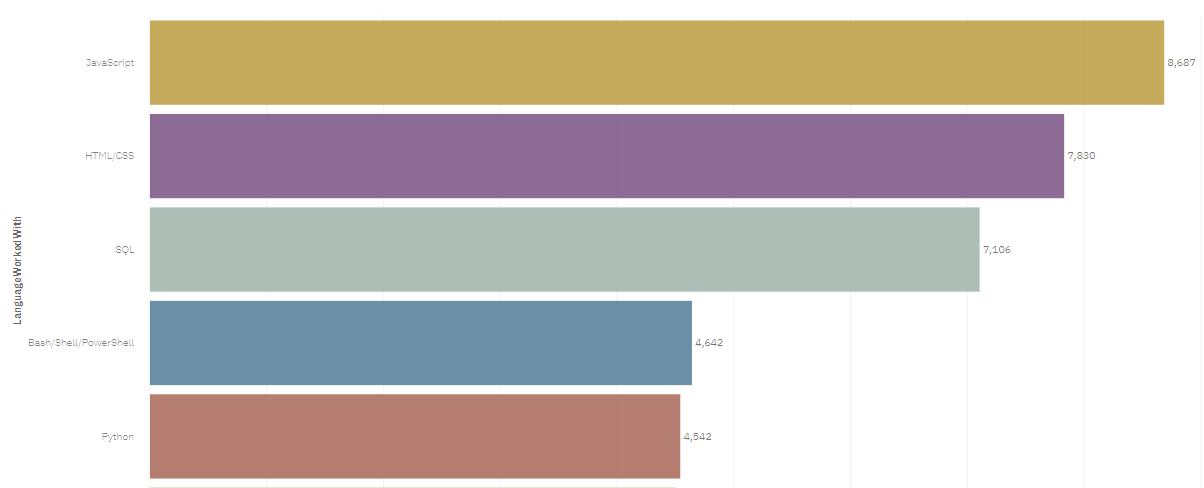 JavaScript
8,687
HTML/CSS
7,830
SQL
7,106
LanguageWorkedWith
Bash/Shell/PowerShell
4,642
Python
4,542